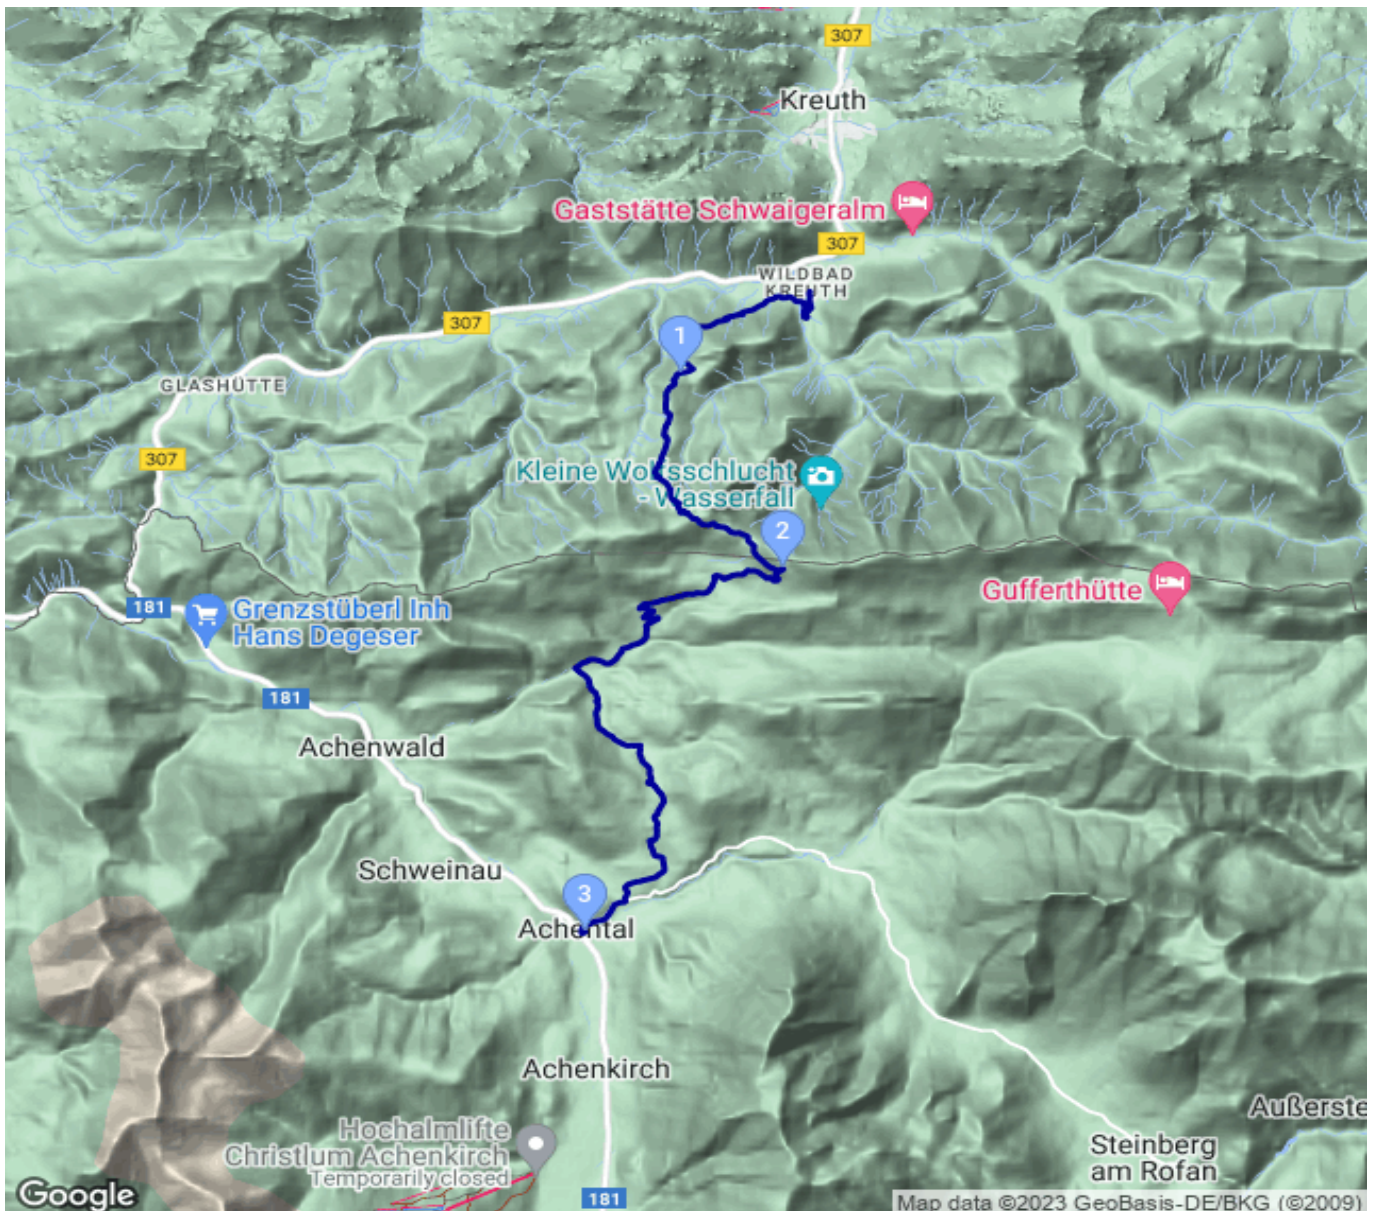 307
Kreuth
Gaststätte Schwaigeralm
307
WILDBAD
KREUTH
307
1
GLASHÜTTE
307
Kleine Wolfsschlucht
- Wasserfall
2
Gufferthütte
181
Grenzstüberl Inh
Hans Degeser
181
Achenwald
Schweinau
3
Achental
Achenkirch
Außerste
Hochalmlifte
Christlum Achenkirch
Temporarily closed
Steinberg
am Rofan
Google
181
Map data ©2023 GeoBasis-DE/BKG (©2009)